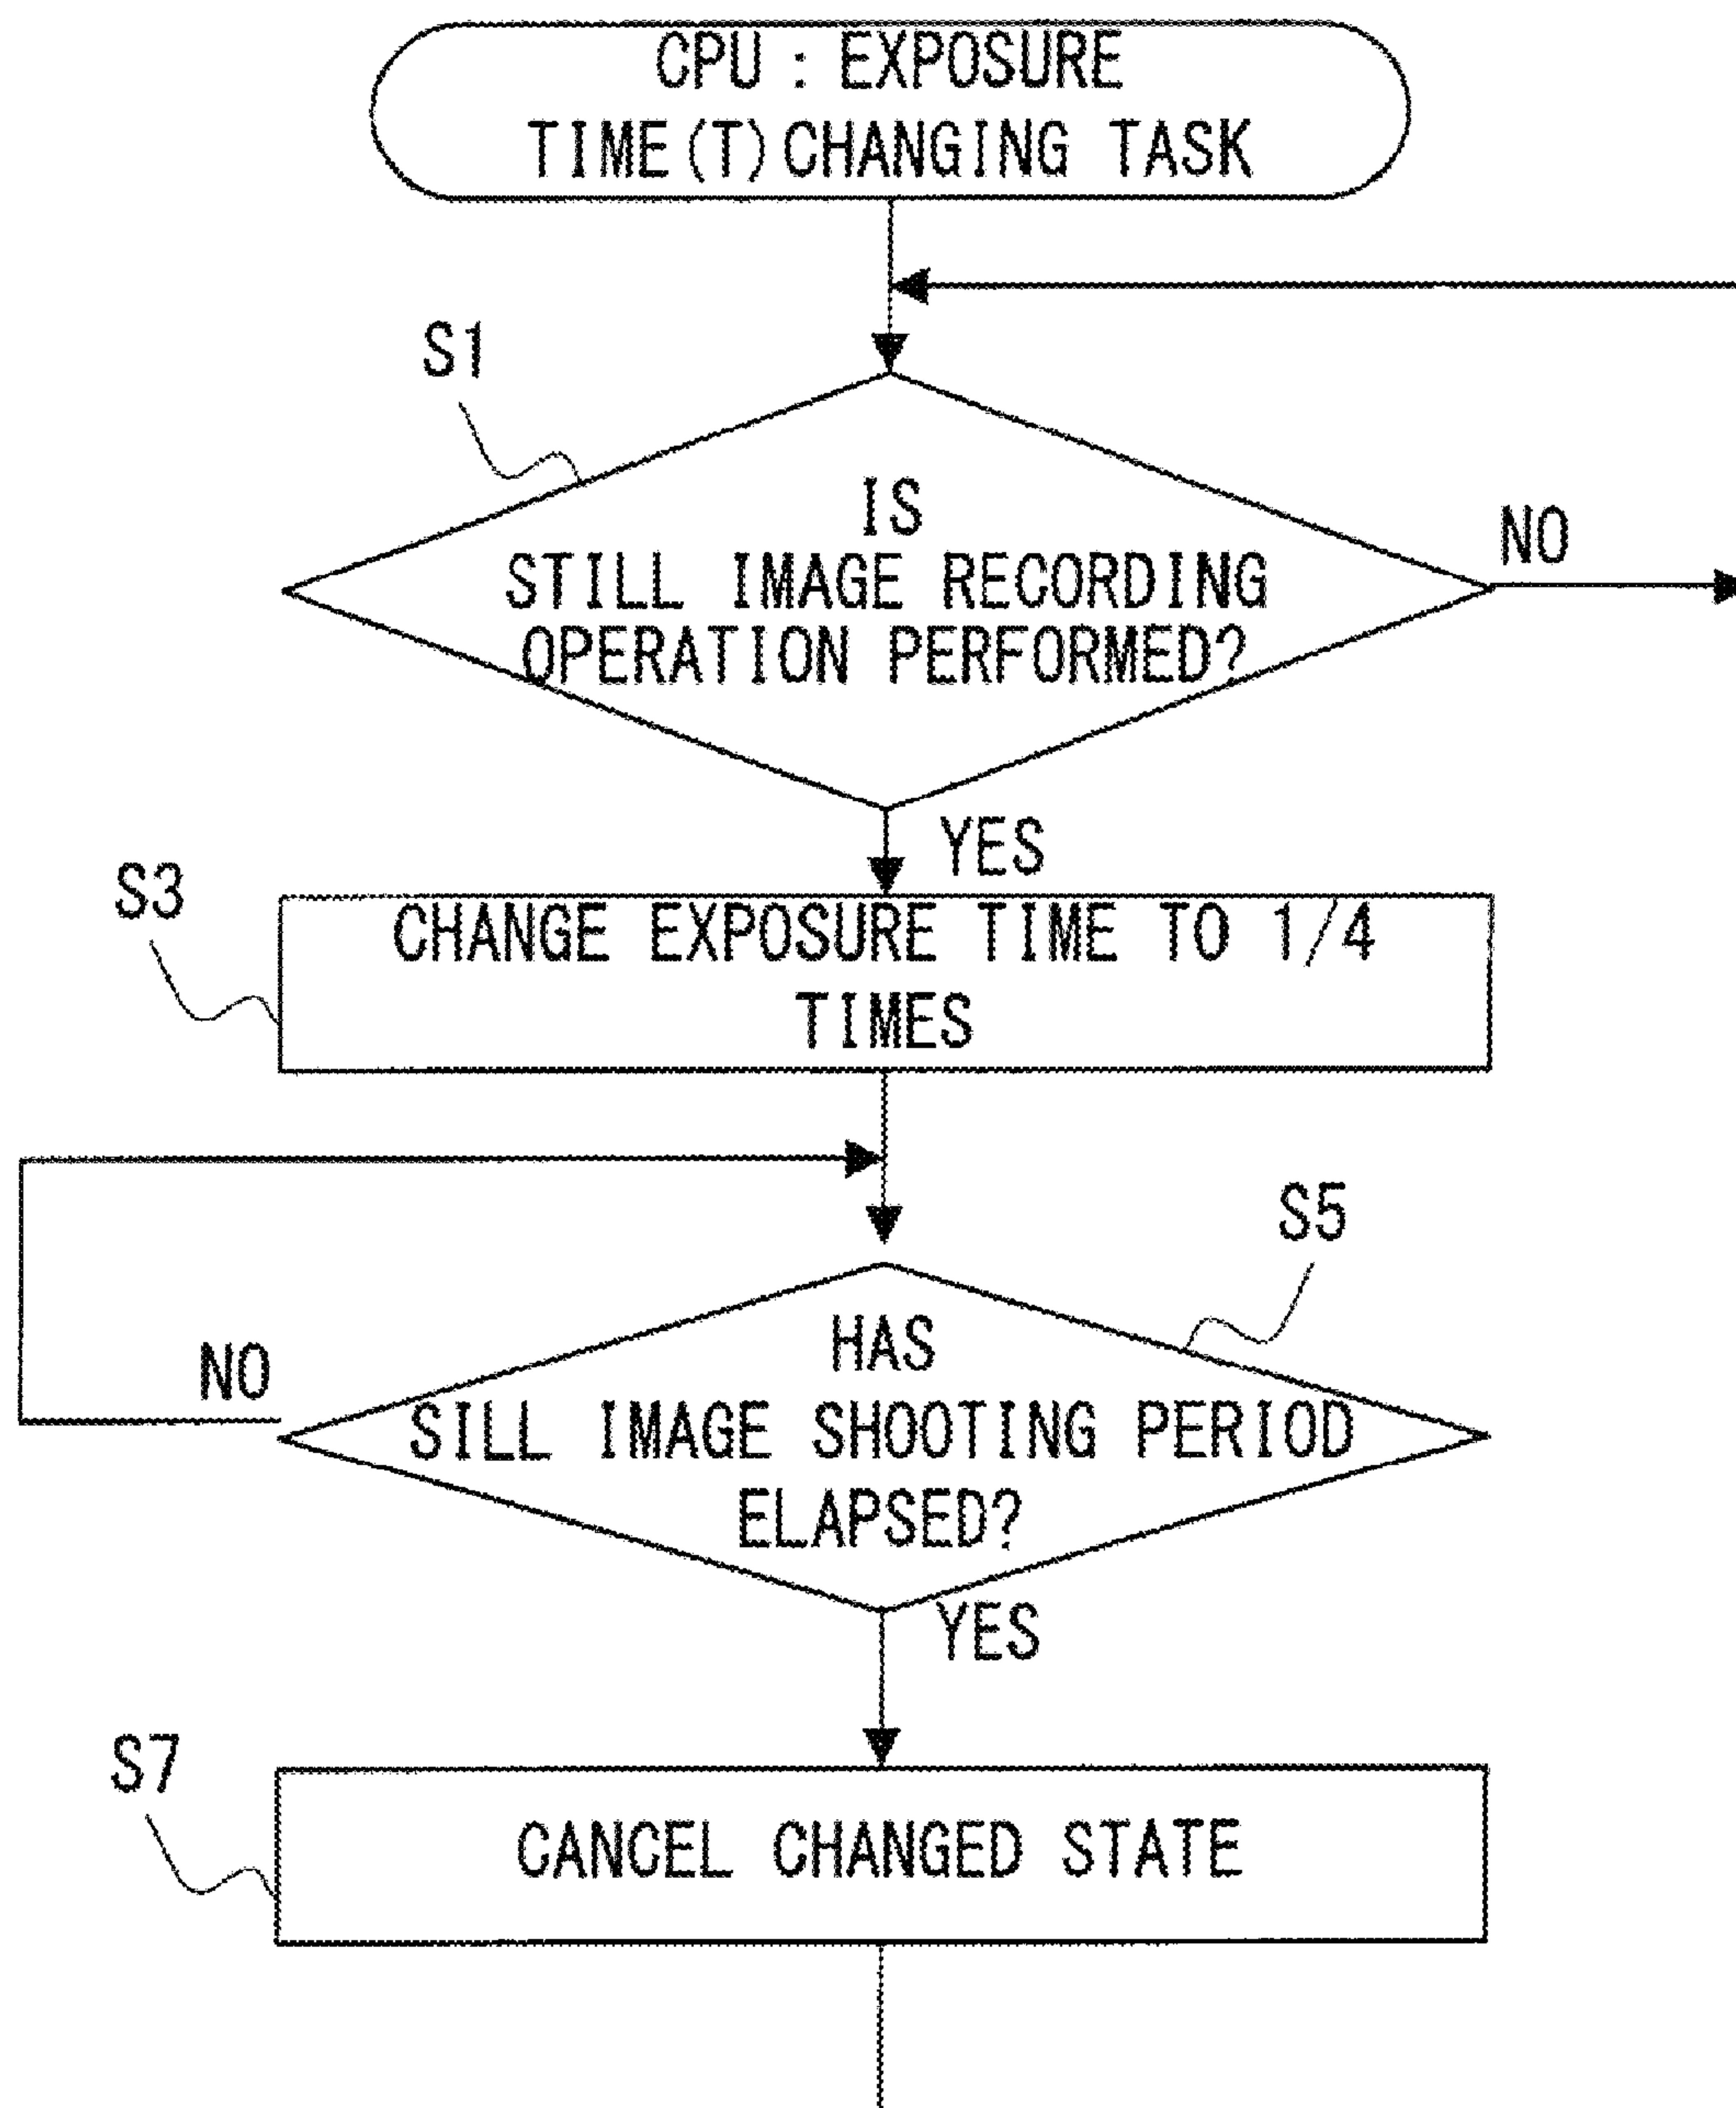 CPU : EXPOSURE
TIME(T)CHANGING TASK
S1
IS
STILL IMAGE RECORDING
OPERATION PERFORMED?
NO
YES
S3
CHANGE EXPOSURE TIME TO 1/4
TIMES
S5
HAS
SILL IMAGE SHOOTING PERIOD
ELAPSED?
NO
YES
S7
CANCEL CHANGED STATE